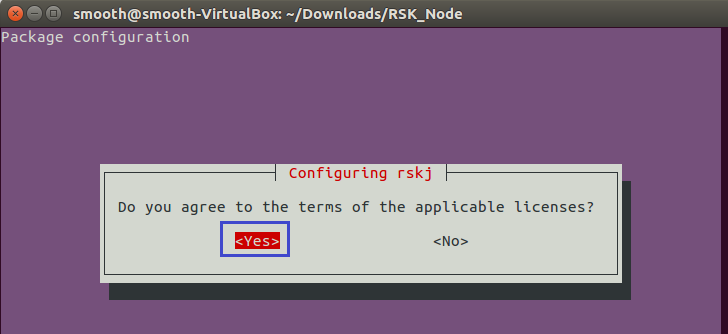 smooth@smooth-VirtualBox: ~/Downloads/RSK_Node
Package configuration
Configuring rskj
Do you agree to the terms of the applicable licenses?
<Yes> <No>